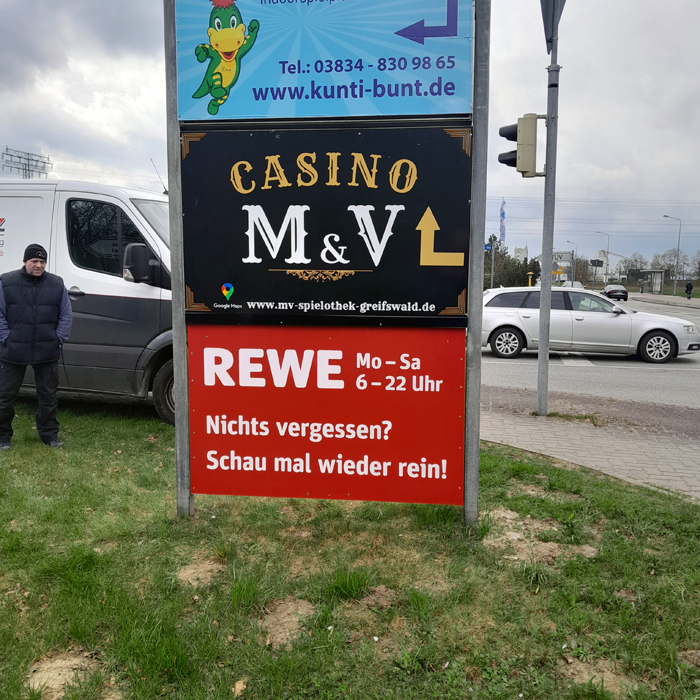 Tel.: 03834 - 830 98 65
www.kunti-bunt.de
CASINO
M&V
Google Maps
www.mv-spielothek-greifswald.de
REWE
Mo – Sa
6 – 22 Uhr
Nichts vergessen?
Schau mal wieder rein!